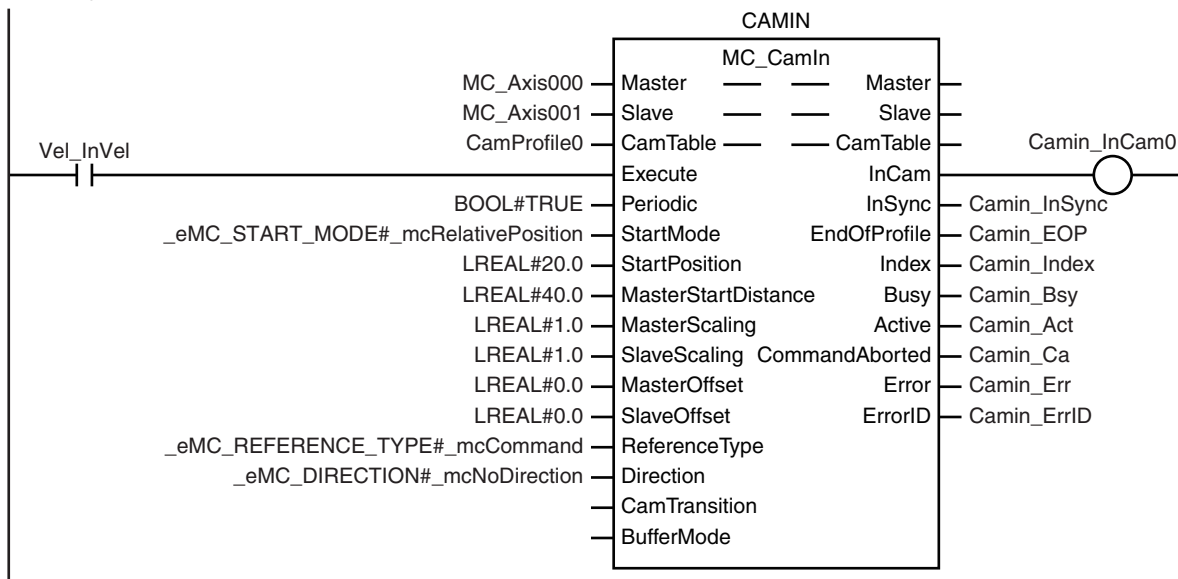 CAMIN
MC_CamIn
MC_Axis000 Master Master
MC_Axis001 Slave Slave
CamProfile0 CamTable CamTable Camin_InCam0
Vel_InVel Execute InCam
BOOL#TRUE Periodic InSync Camin_InSync
_eMC_START_MODE#_mcRelativePosition StartMode EndOfProfile Camin_EOP
LREAL#20.0 StartPosition Index Camin_Index
LREAL#40.0 MasterStartDistance Busy Camin_Bsy
LREAL#1.0 MasterScaling Active Camin_Act
LREAL#1.0 SlaveScaling CommandAborted Camin_Ca
LREAL#0.0 MasterOffset Error Camin_Err
LREAL#0.0 SlaveOffset ErrorID Camin_ErrID
_eMC_REFERENCE_TYPE#_mcCommand ReferenceType
_eMC_DIRECTION#_mcNoDirection Direction
CamTransition
BufferMode